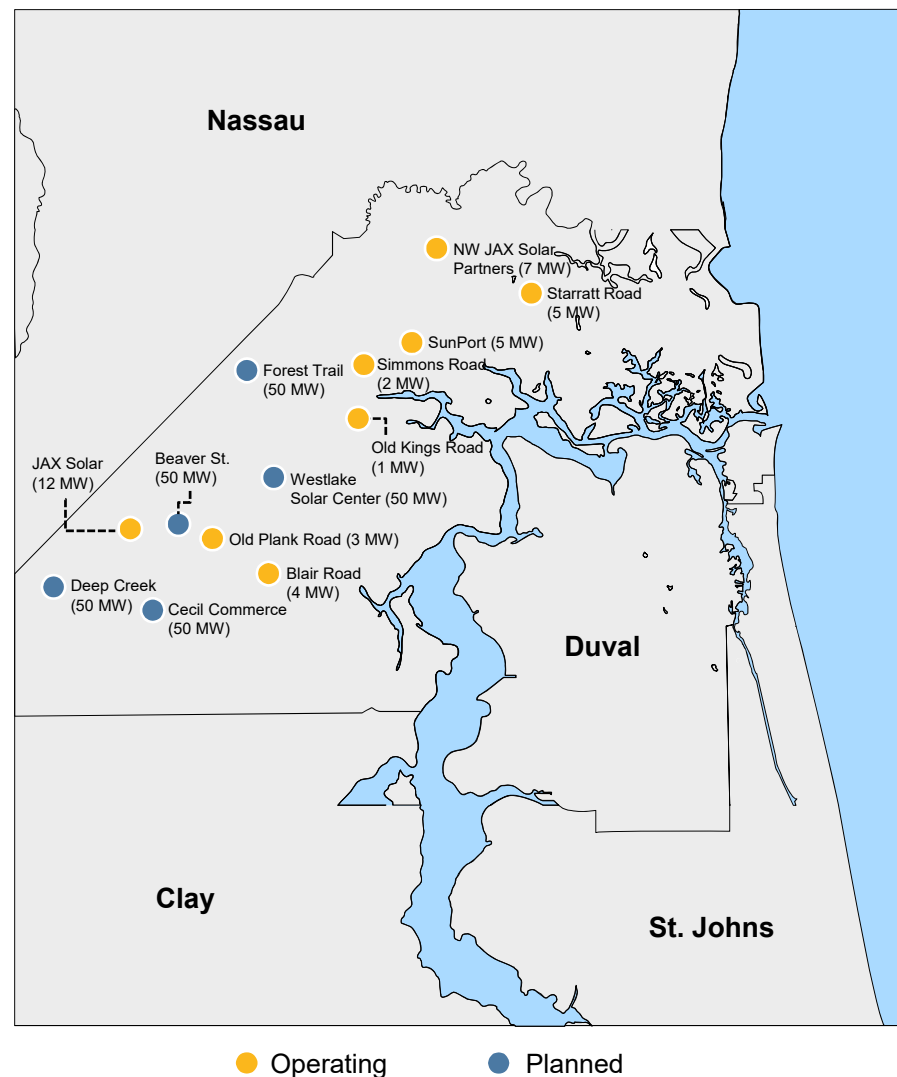 Nassau
NW JAX Solar
Partners (7 MW)
Starratt Road
(5 MW)
SunPort (5 MW)
Simmons Road
(2 MW)
Forest Trail
(50 MW)
Old Kings Road
(1 MW)
JAX Solar
(12 MW)
Beaver St.
(50 MW)
Westlake
Solar Center (50 MW)
Old Plank Road (3 MW)
Blair Road
(4 MW)
Deep Creek
(50 MW)
Cecil Commerce
(50 MW)
Duval
Clay
St. Johns
Operating
Planned